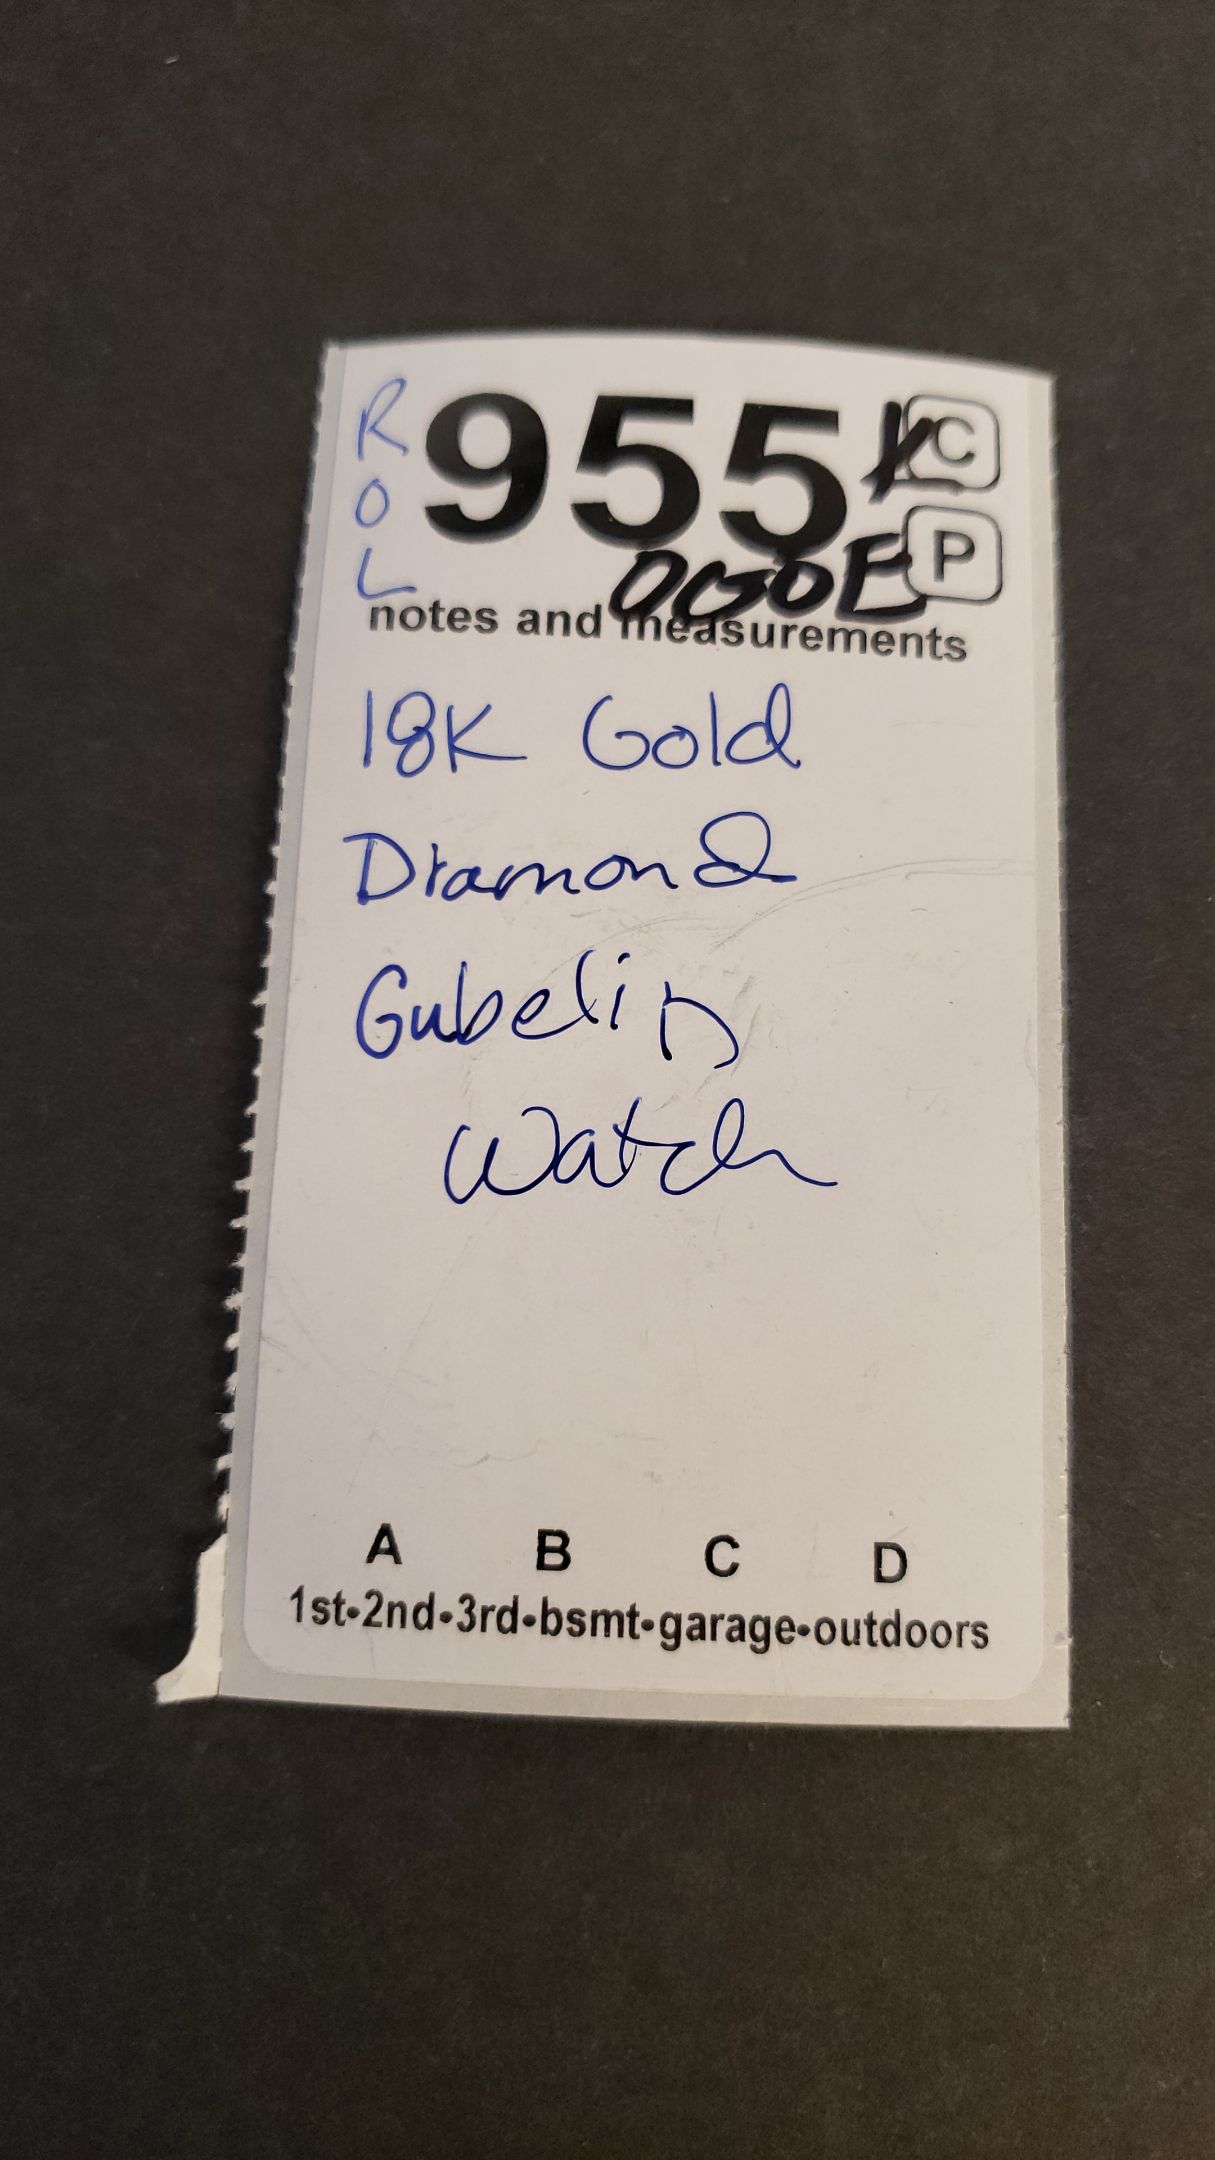 R 955 C
O
L P
notes and measurements
18K Gold
Diamond
Gubelin
Watch
A B C D
1st•2nd•3rd•bsmt•garage•outdoors